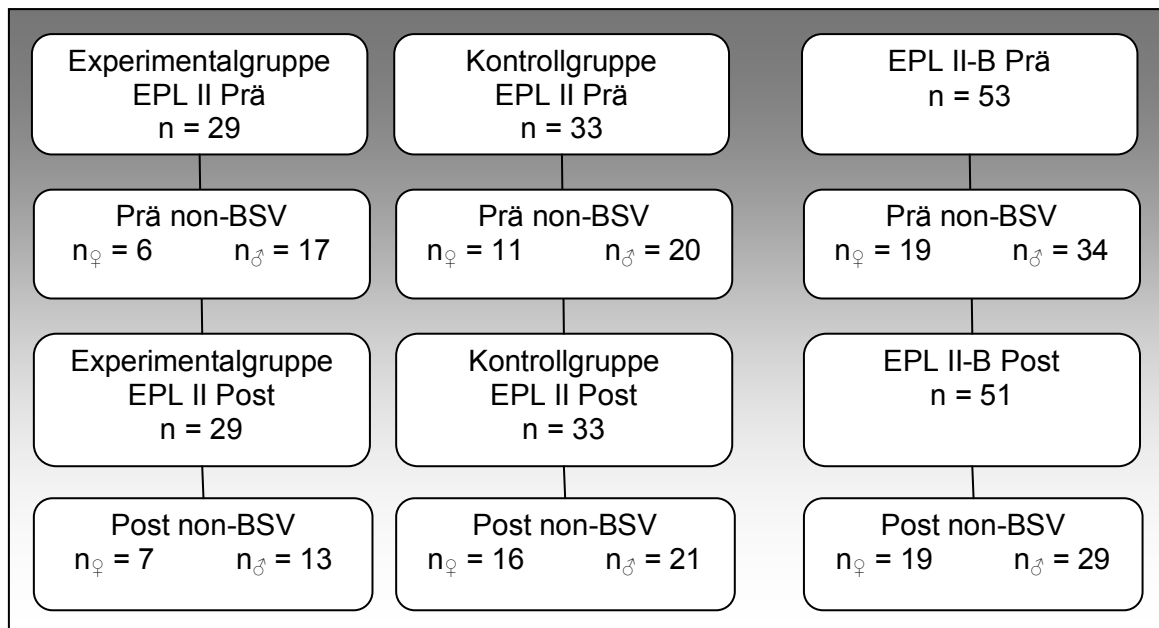 Experimentalgruppe
EPL II Prä
n = 29
Prä non-BSV
n♀ = 6 n♂ = 17
Experimentalgruppe
EPL II Post
n = 29
Post non-BSV
n♀ = 7 n♂ = 13
Kontrollgruppe
EPL II Prä
n = 33
Prä non-BSV
n♀ = 11 n♂ = 20
Kontrollgruppe
EPL II Post
n = 33
Post non-BSV
n♀ = 16 n♂ = 21
EPL II-B Prä
n = 53
Prä non-BSV
n♀ = 19 n♂ = 34
EPL II-B Post
n = 51
Post non-BSV
n♀ = 19 n♂ = 29